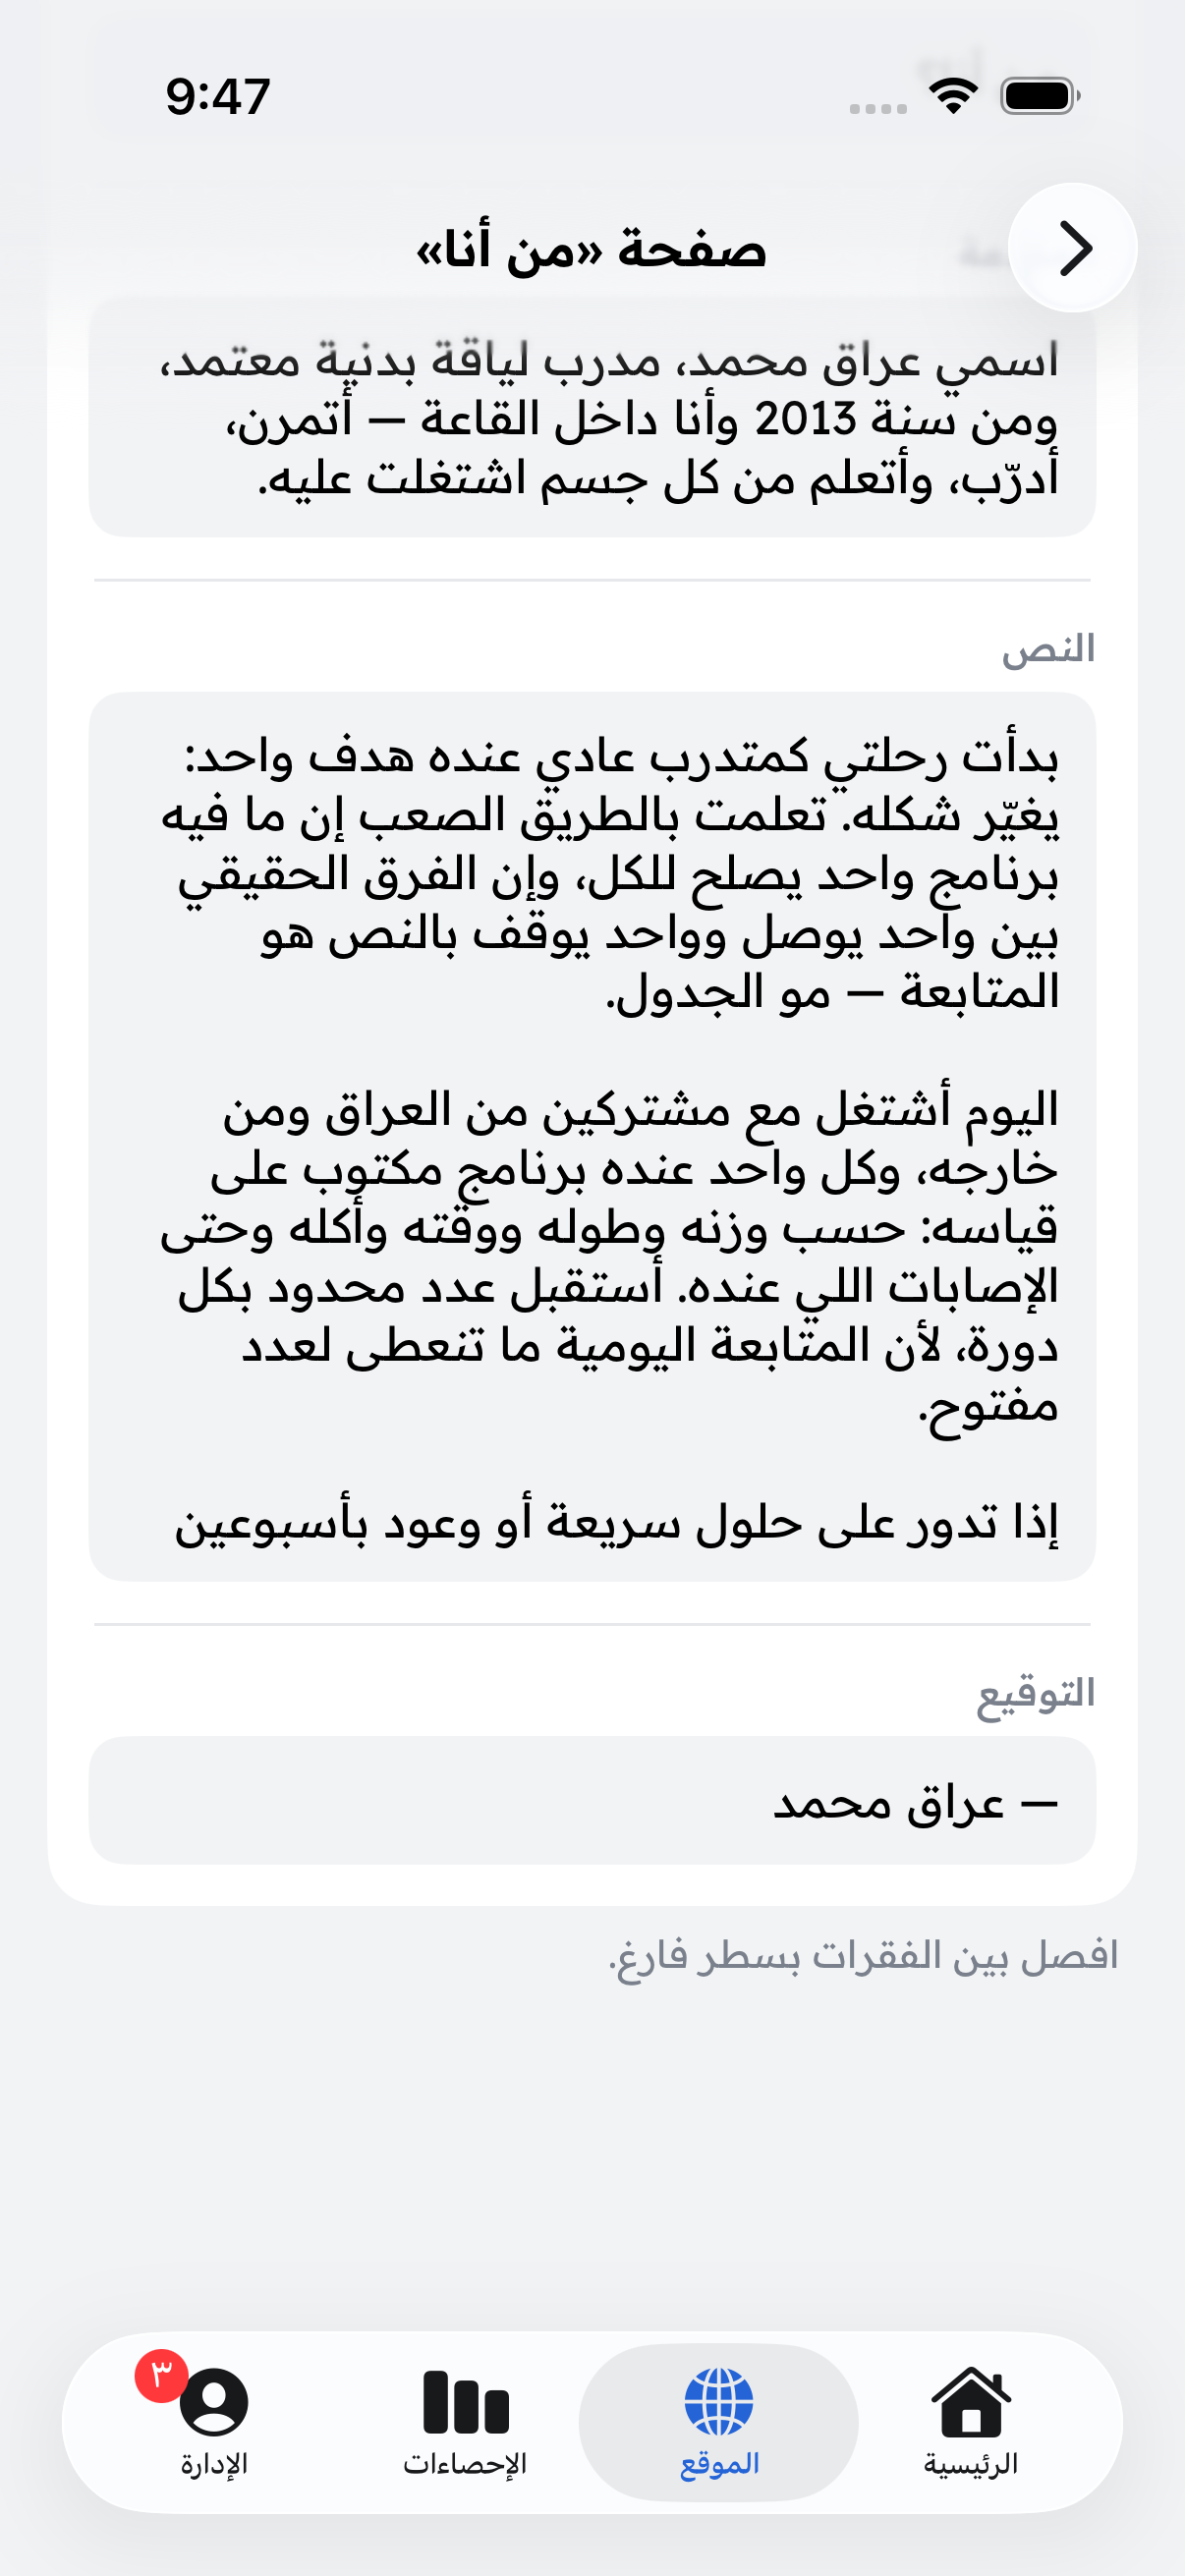 9:47
صفحة «من أنا»
اسمي عراق محمد، مدرب لياقة بدنية معتمد،
ومن سنة 2013 وأنا داخل القاعة — أتمرن،
أدرّب، وأتعلم من كل جسم اشتغلت عليه.
النص
بدأت رحلتي كمتدرب عادي عنده هدف واحد:
يغيّر شكله. تعلمت بالطريق الصعب إن ما فيه
برنامج واحد يصلح للكل، وإن الفرق الحقيقي
بين واحد يوصل وواحد يوقف بالنص هو
المتابعة — مو الجدول.
اليوم أشتغل مع مشتركين من العراق ومن
خارجه، وكل واحد عنده برنامج مكتوب على
قياسه: حسب وزنه وطوله ووقته وأكله وحتى
الإصابات اللي عنده. أستقبل عدد محدود بكل
دورة، لأن المتابعة اليومية ما تنعطى لعدد
مفتوح.
إذا تدور على حلول سريعة أو وعود بأسبوعين
التوقيع
— عراق محمد
افصل بين الفقرات بسطر فارغ.
الرئيسية
الموقع
الإحصاءات
٣
الإدارة